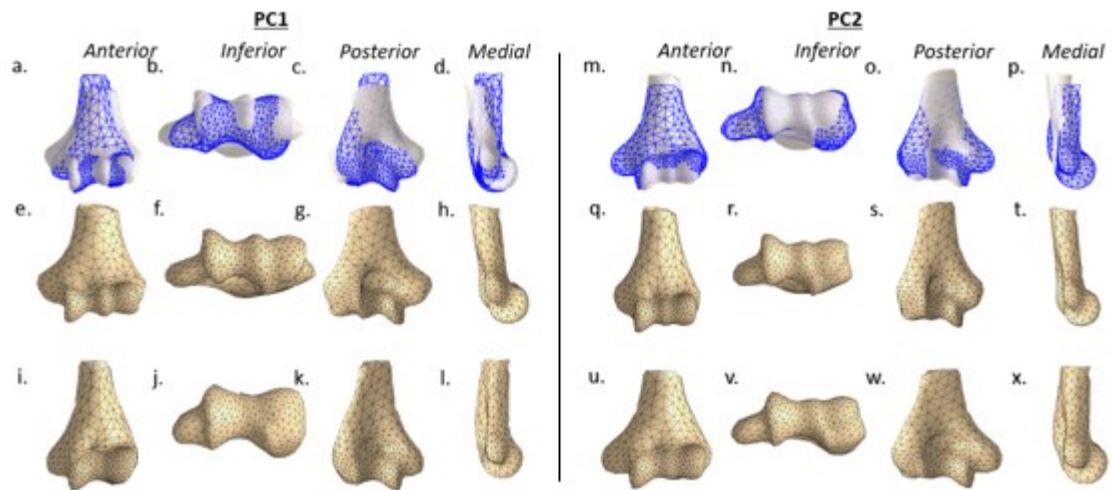 PC1 PC2
Anterior Inferior Posterior Medial Anterior Inferior Posterior Medial
a. b. c. d. m. n. o. p.
e. f. g. h. q. r. s. t.
i. j. k. l. u. v. w. x.